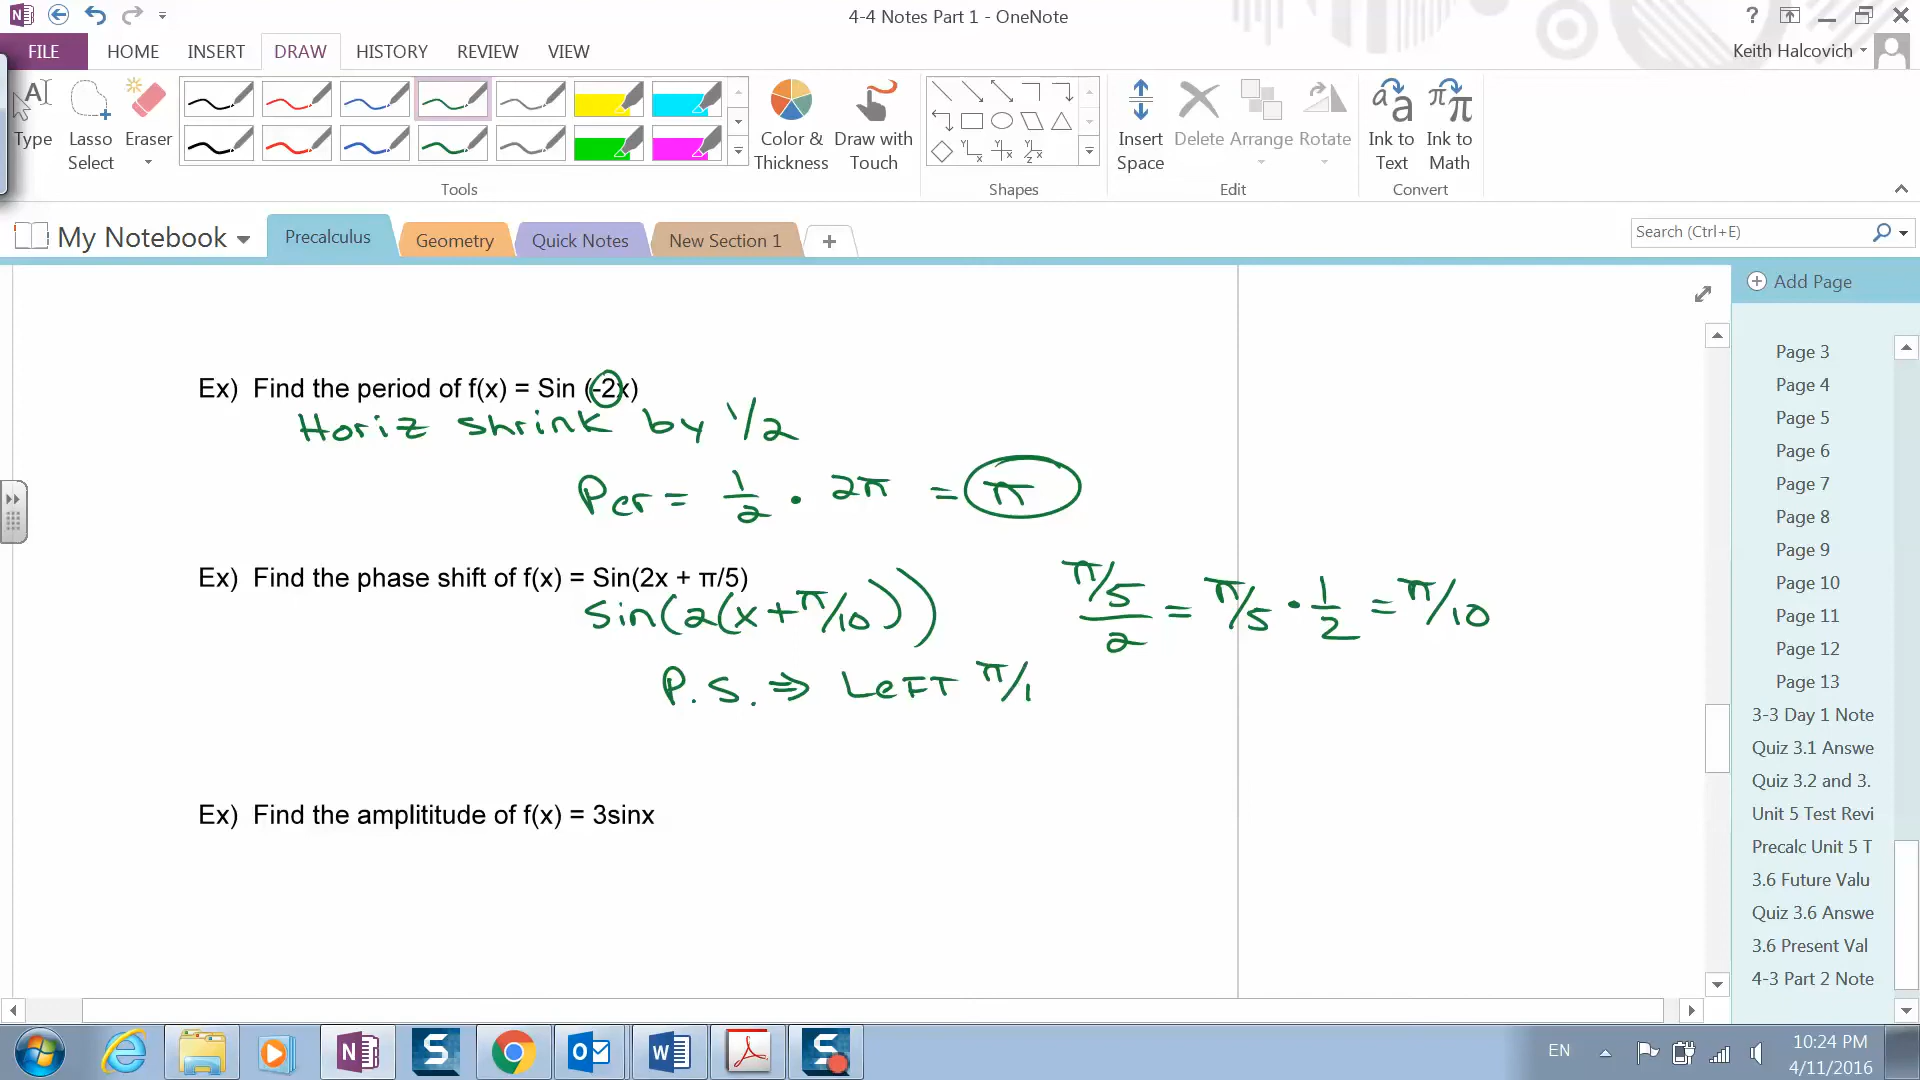 4-4 Notes Part 1 - OneNote
?
FILE HOME INSERT DRAW HISTORY REVIEW VIEW
Keith Halcovich
Type
Lasso Select
Eraser
Color & Thickness
Draw with Touch
Insert Space
Delete
Arrange
Rotate
Ink to Text
Ink to Math
Tools
Shapes
Edit
Convert
My Notebook
Precalculus
Geometry
Quick Notes
New Section 1
+
Search (Ctrl+E)
Add Page
Ex) Find the period of f(x) = Sin (-2x)
Horiz shrink by 1/2
Per = 1/2 · 2π = π
Ex) Find the phase shift of f(x) = Sin(2x + π/5)
sin(2(x+π/10))
π/5/2 = π/5 · 1/2 = π/10
P.S. ⇒ LeFT π/1
Ex) Find the amplititude of f(x) = 3sinx
Page 3
Page 4
Page 5
Page 6
Page 7
Page 8
Page 9
Page 10
Page 11
Page 12
Page 13
3-3 Day 1 Note
Quiz 3.1 Answe
Quiz 3.2 and 3.
Unit 5 Test Revi
Precalc Unit 5 T
3.6 Future Valu
Quiz 3.6 Answe
3.6 Present Val
4-3 Part 2 Note
EN
10:24 PM
4/11/2016